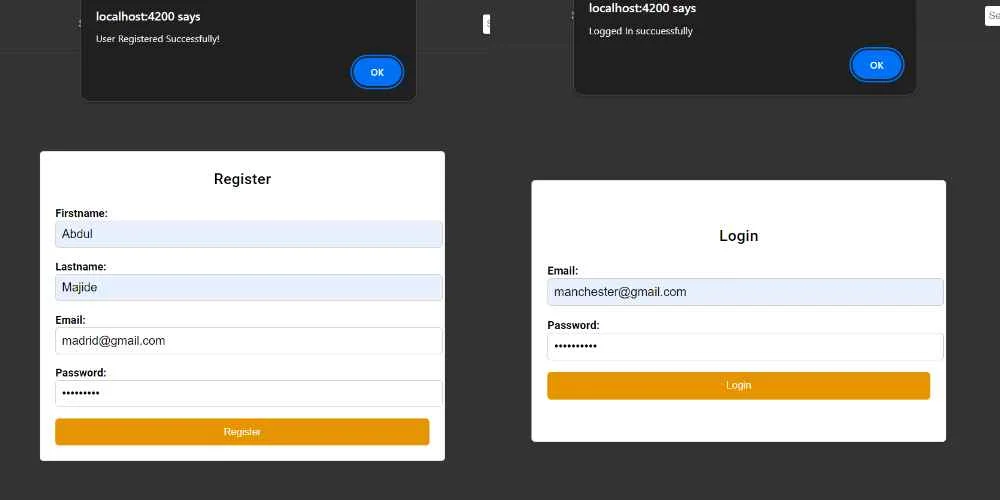 localhost:4200 says
User Registered Successfully!
OK
Register
Firstname:
Abdul
Lastname:
Majide
Email:
madrid@gmail.com
Password:
•••••••••
Register
localhost:4200 says
Logged In succuessfully
OK
Login
Email:
manchester@gmail.com
Password:
••••••••••
Login